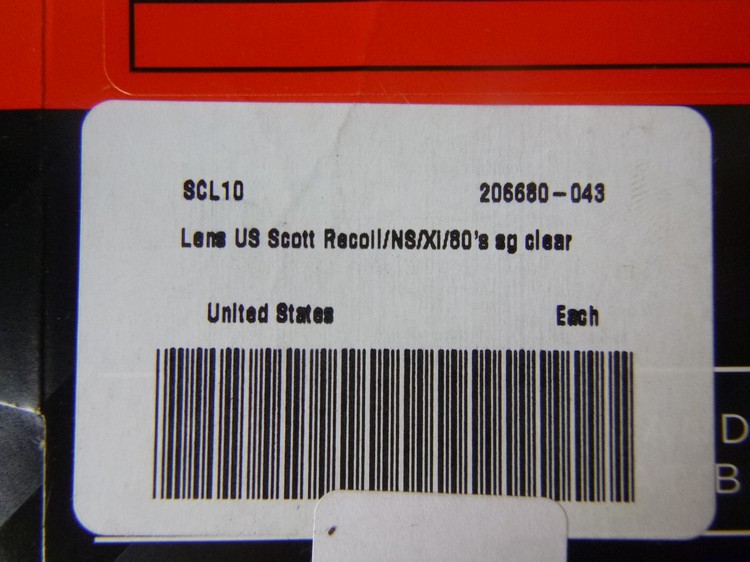 SCL10 206680-043
Lens US Scott Recoil/NS/Xi/80's sg clear
United States Each
D
B